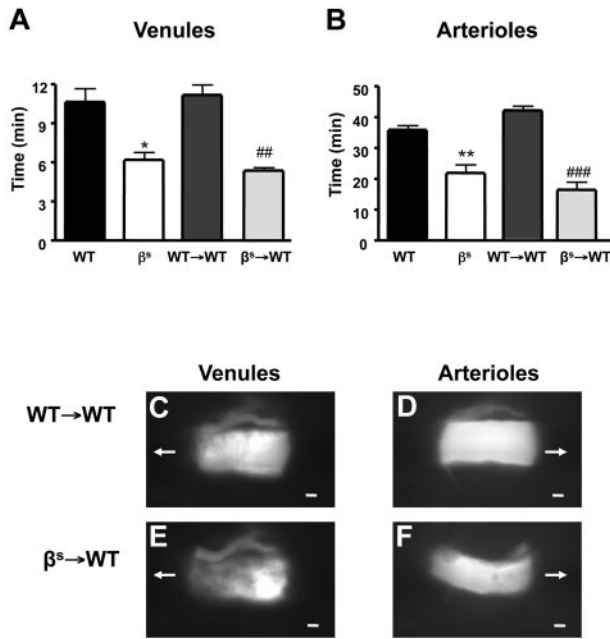 A
Venules
Time (min)
12
9
6
3
0
*
##
WT
βˢ
WT→WT
βˢ→WT
B
Arterioles
Time (min)
50
40
30
20
10
0
**
###
WT
βˢ
WT→WT
βˢ→WT
Venules
Arterioles
WT→WT
C
D
βˢ→WT
E
F